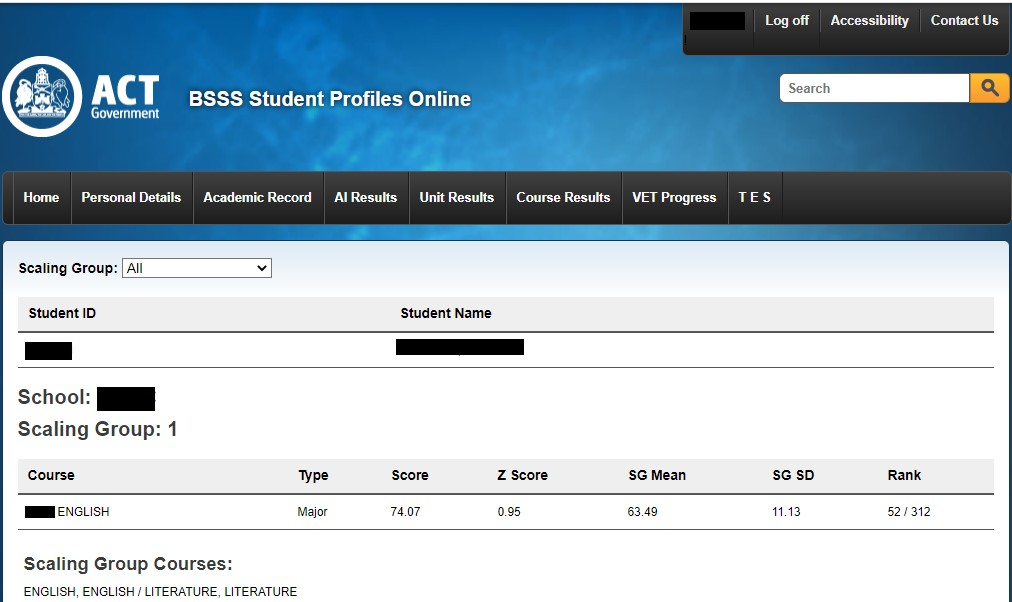 Log off Accessibility Contact Us
ACT
Government
BSSS Student Profiles Online
Search
Home Personal Details Academic Record AI Results Unit Results Course Results VET Progress T E S
Scaling Group: All
Student ID Student Name
School:
Scaling Group: 1
Course Type Score Z Score SG Mean SG SD Rank
ENGLISH Major 74.07 0.95 63.49 11.13 52 / 312
Scaling Group Courses:
ENGLISH, ENGLISH / LITERATURE, LITERATURE